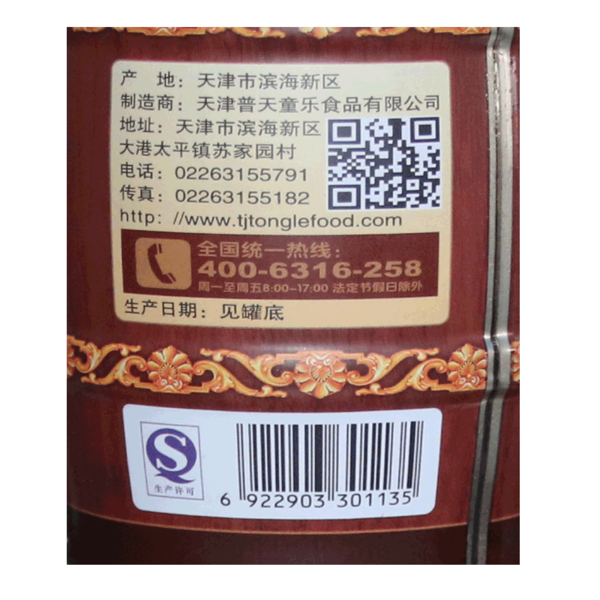 产 地：天津市滨海新区
制造商：天津普天童乐食品有限公司
地址：天津市滨海新区
大港太平镇苏家园村
电话：02263155791
传真：02263155182
http: //www.tjtonglefood.com
全国统一热线：
400-6316-258
周一至周五8:00-17:00 法定节假日除外
生产日期：见罐底
生产许可
6 922903 301135